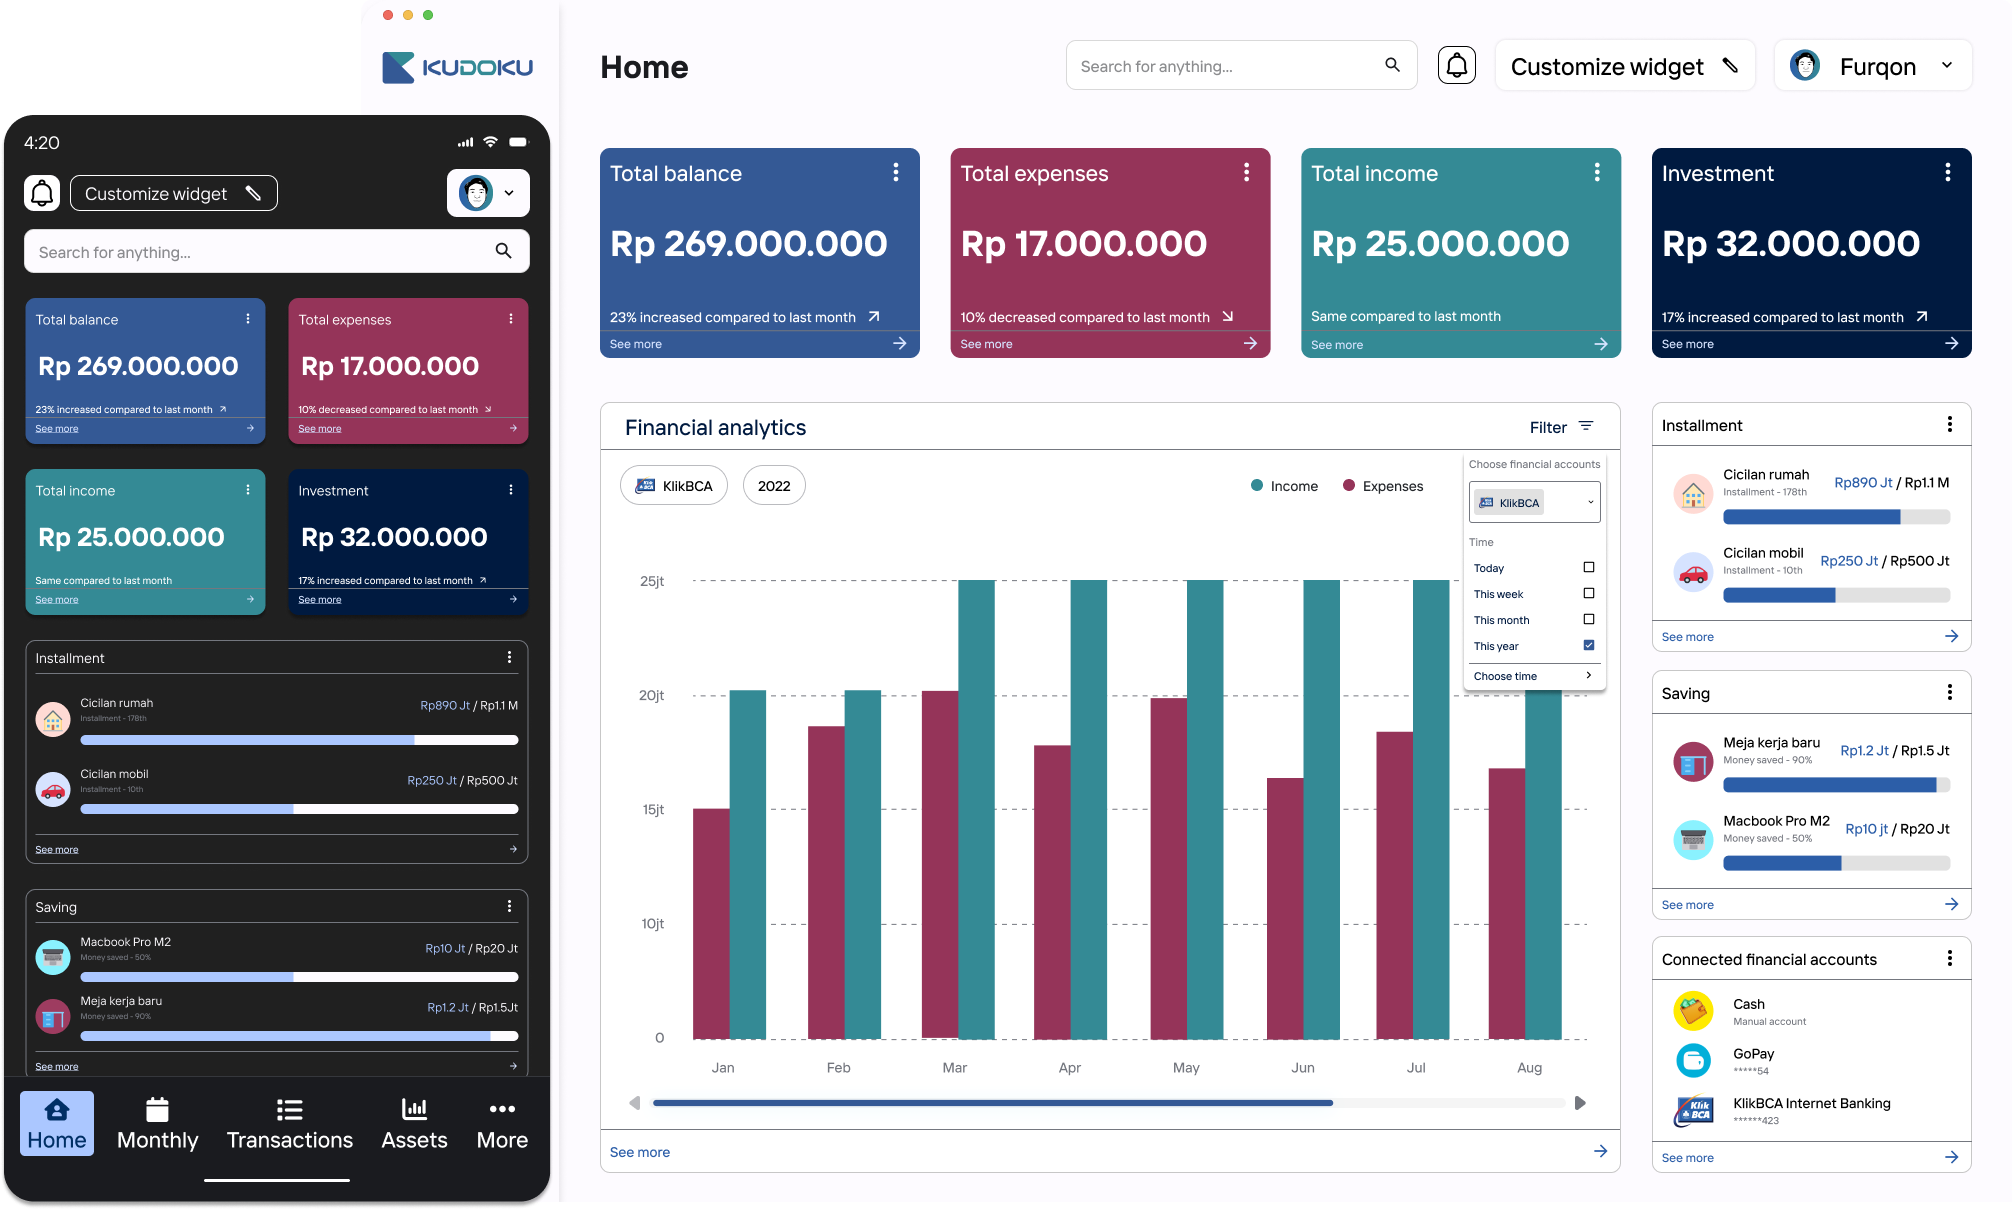 KUDOKU
4:20
Customize widget
Search for anything...
Total balance
Rp 269.000.000
23% increased compared to last month
See more
Total expenses
Rp 17.000.000
10% decreased compared to last month
See more
Total income
Rp 25.000.000
Same compared to last month
See more
Investment
Rp 32.000.000
17% increased compared to last month
See more
Installment
Cicilan rumah
Installment - 178th
Rp890 Jt / Rp1.1 M
Cicilan mobil
Installment - 10th
Rp250 Jt / Rp500 Jt
See more
Saving
Macbook Pro M2
Money saved - 50%
Rp10 Jt / Rp20 Jt
Meja kerja baru
Money saved - 90%
Rp1.2 Jt / Rp1.5Jt
See more
Home
Monthly
Transactions
Assets
More
Home
Search for anything...
Customize widget
Furqon
Total balance
Rp 269.000.000
23% increased compared to last month
See more
Total expenses
Rp 17.000.000
10% decreased compared to last month
See more
Total income
Rp 25.000.000
Same compared to last month
See more
Investment
Rp 32.000.000
17% increased compared to last month
See more
Financial analytics
Filter
Klik BCA
KlikBCA
2022
Income
Expenses
Choose financial accounts
KlikBCA
Time
Today
This week
This month
This year
Choose time
25jt
20jt
15jt
10jt
0
Jan
Feb
Mar
Apr
May
Jun
Jul
Aug
See more
Installment
Cicilan rumah
Installment - 178th
Rp890 Jt / Rp1.1 M
Cicilan mobil
Installment - 10th
Rp250 Jt / Rp500 Jt
See more
Saving
Meja kerja baru
Money saved - 90%
Rp1.2 Jt / Rp1.5 Jt
Macbook Pro M2
Money saved - 50%
Rp10 jt / Rp20 Jt
See more
Connected financial accounts
Cash
Manual account
GoPay
*****54
Klik
BCA
KlikBCA Internet Banking
******423
See more